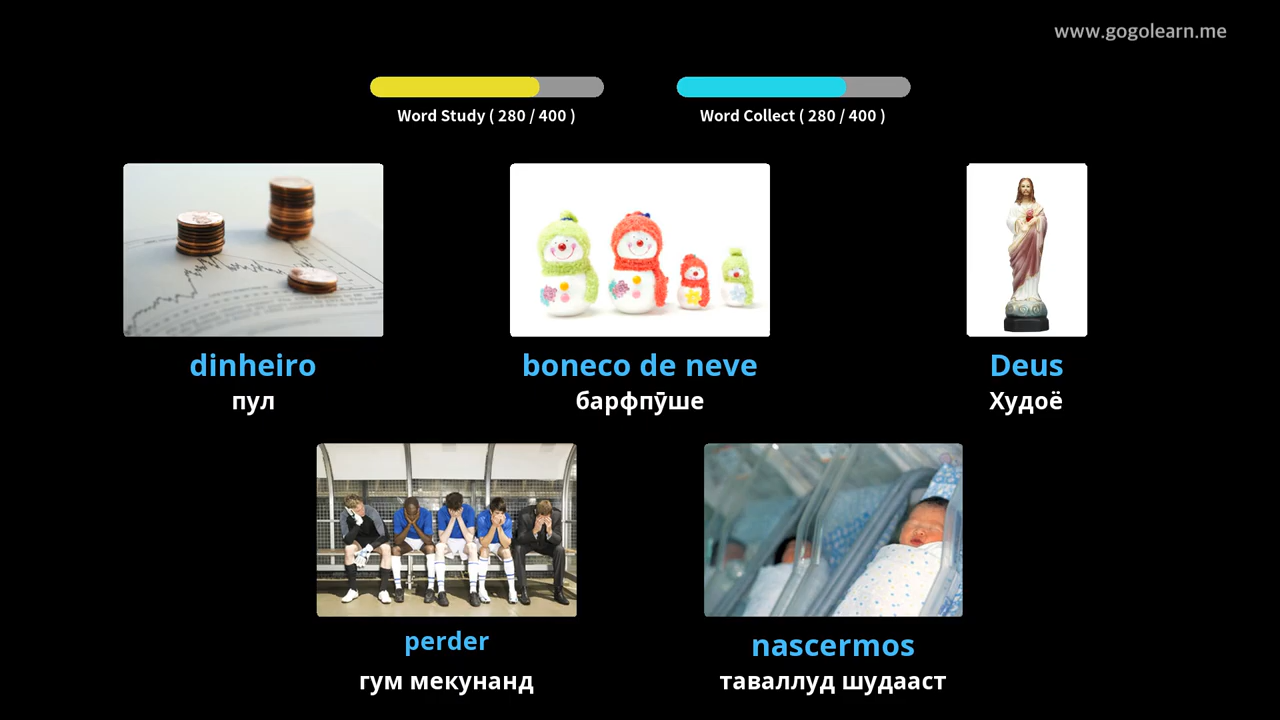 www.gogolearn.me
Word Study ( 280 / 400 )
Word Collect ( 280 / 400 )
dinheiro
пул
boneco de neve
барфпӯше
Deus
Худоё
perder
гум мекунанд
nascermos
таваллуд шудааст